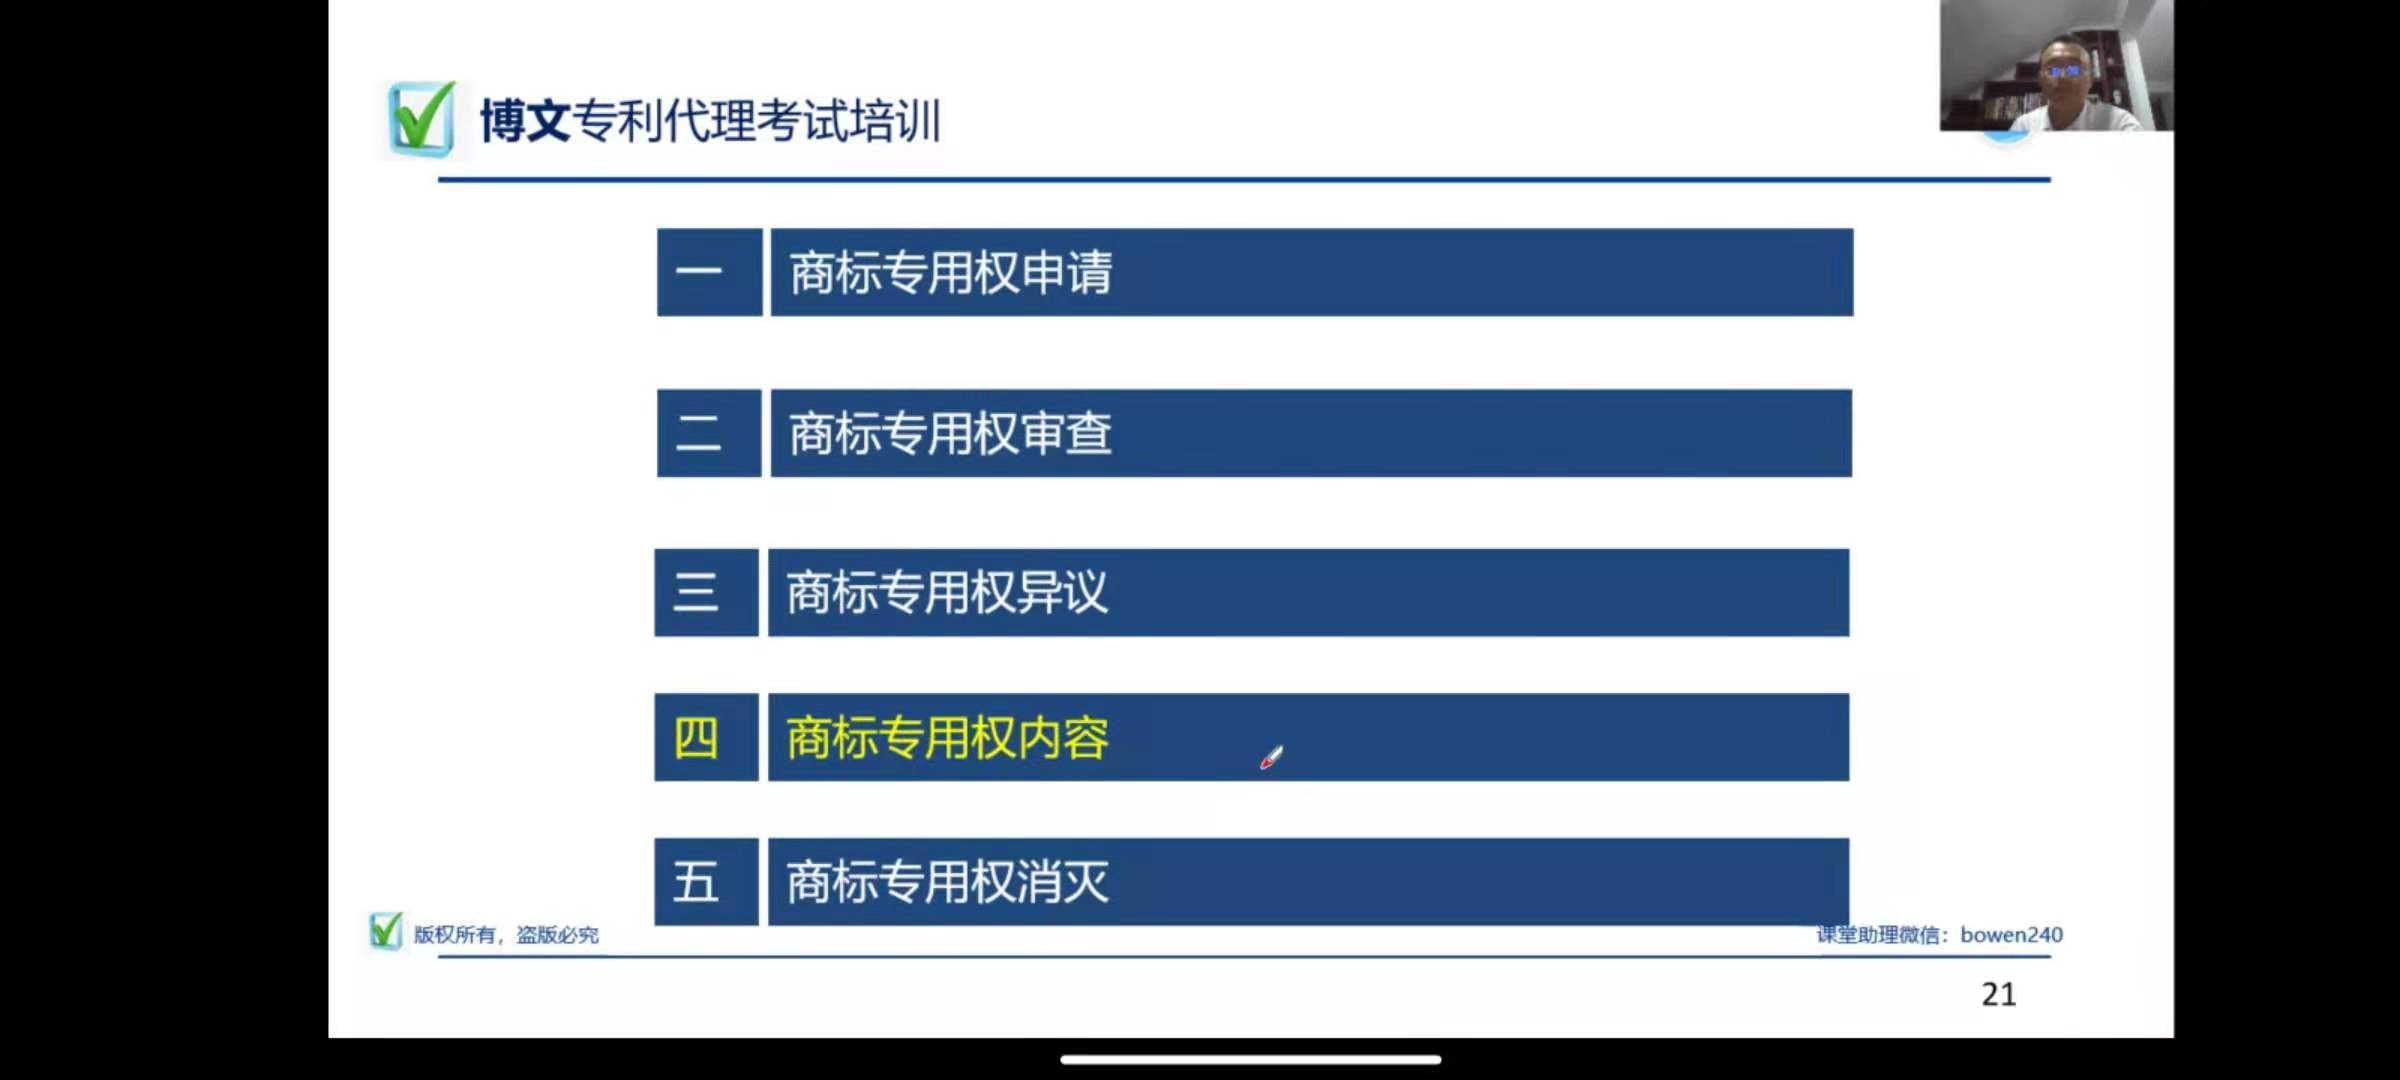 博文专利代理考试培训
一 商标专用权申请
二 商标专用权审查
三 商标专用权异议
四 商标专用权内容
五 商标专用权消灭
版权所有，盗版必究
课堂助理微信：bowen240
21